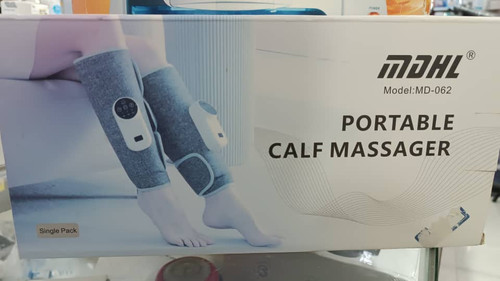 MDHL®
Model:MD-062
PORTABLE
CALF MASSAGER
Single Pack